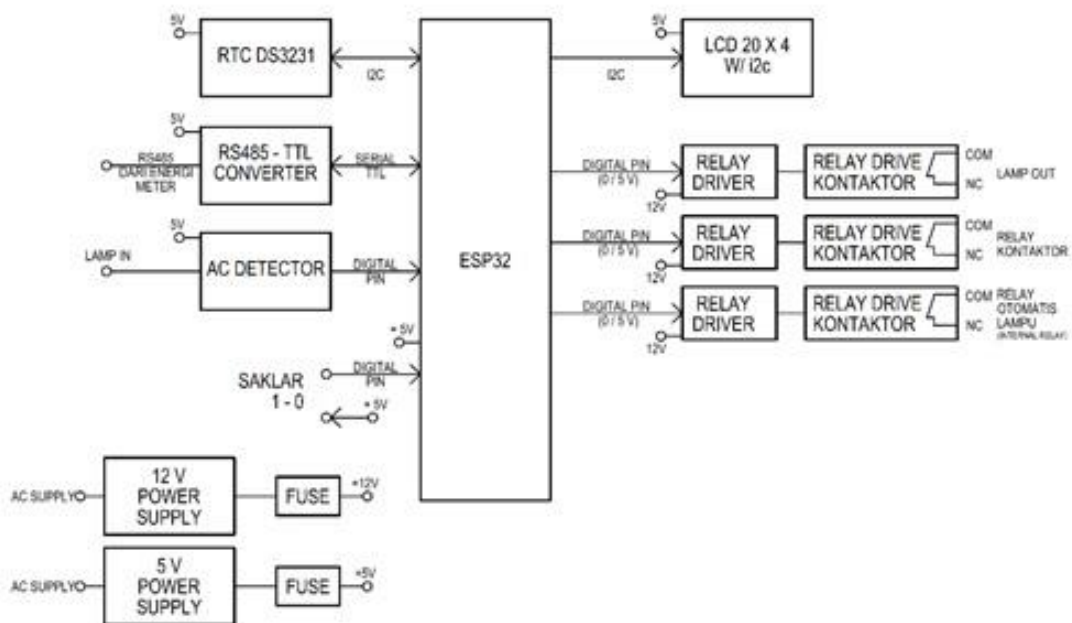 5V
RTC DS3231
I2C
5V
RS485 - TTL
CONVERTER
RS485
DARI ENERGI
METER
SERIAL
TTL
5V
LAMP IN
AC DETECTOR
DIGITAL
PIN
+ 5V
SAKLAR
1 - 0
DIGITAL
PIN
+ 5V
ESP32
5V
I2C
LCD 20 X 4
W/ i2c
DIGITAL PIN
(0 / 5 V)
12V
RELAY
DRIVER
RELAY DRIVE
KONTAKTOR
COM
NC
LAMP OUT
DIGITAL PIN
(0 / 5 V)
12V
RELAY
DRIVER
RELAY DRIVE
KONTAKTOR
COM
NC
RELAY
KONTAKTOR
DIGITAL PIN
(0 / 5 V)
12V
RELAY
DRIVER
RELAY DRIVE
KONTAKTOR
COM
NC
RELAY
OTOMATIS
LAMPU
(INTERNAL RELAY)
AC SUPPLY
12 V
POWER
SUPPLY
FUSE
+12V
AC SUPPLY
5 V
POWER
SUPPLY
FUSE
+5V